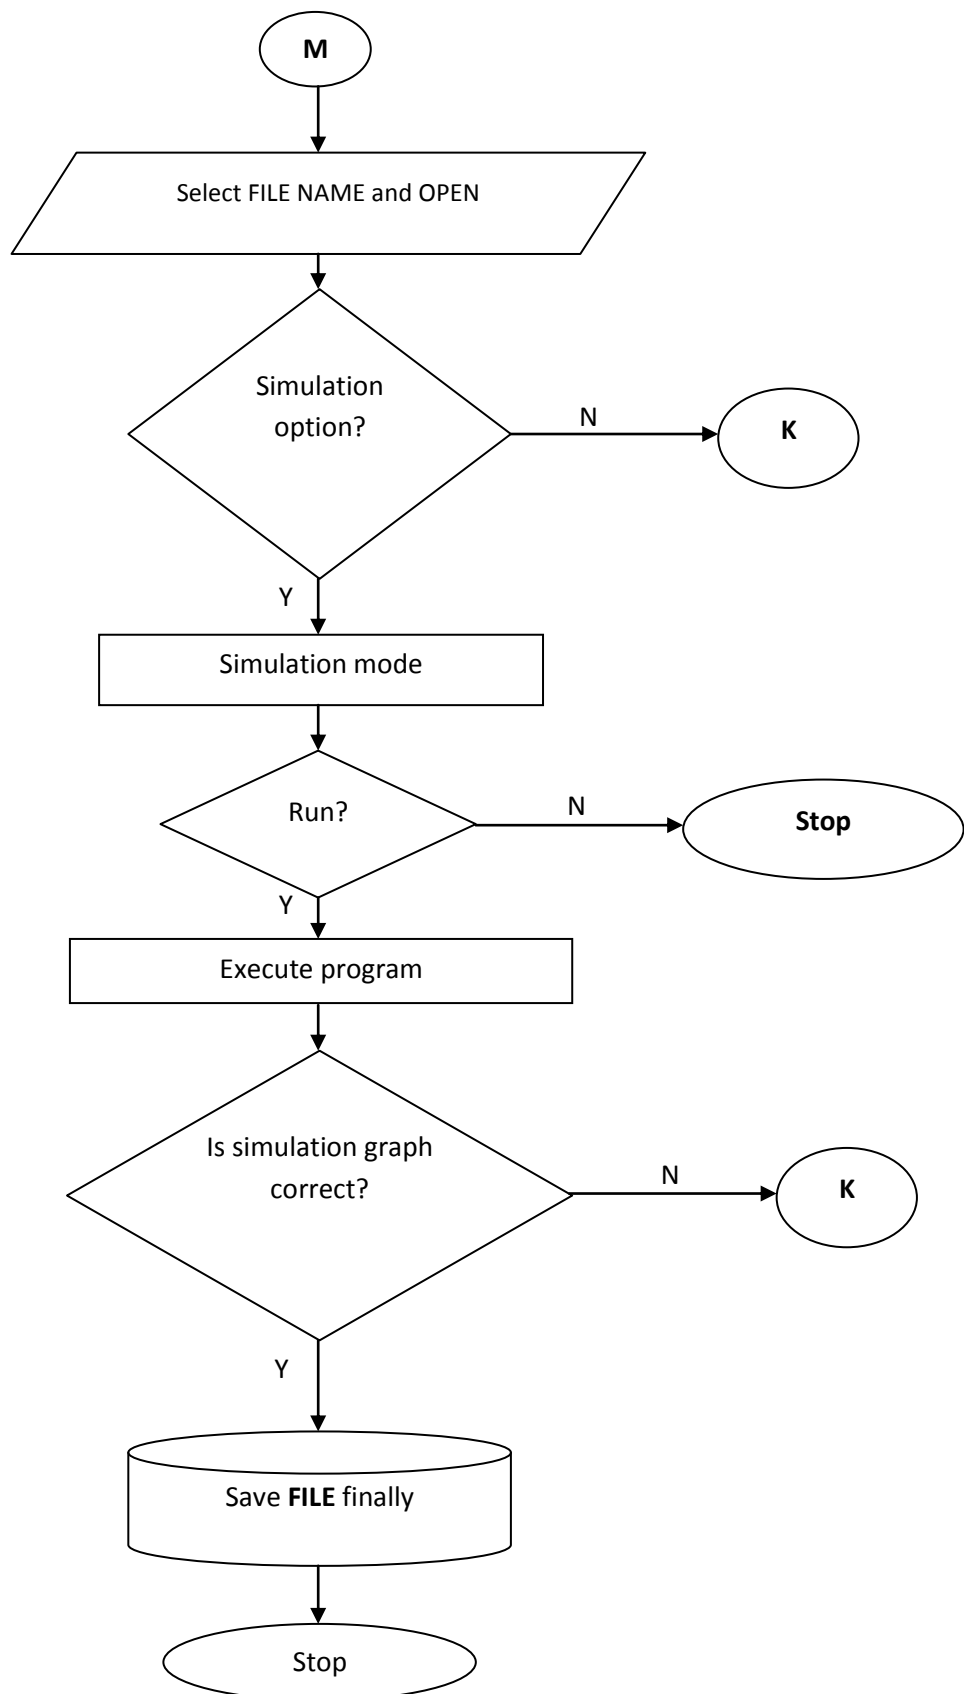 M
Select FILE NAME and OPEN
Simulation
option?
N
K
Y
Simulation mode
Run?
N
Stop
Y
Execute program
Is simulation graph
correct?
N
K
Y
Save FILE finally
Stop